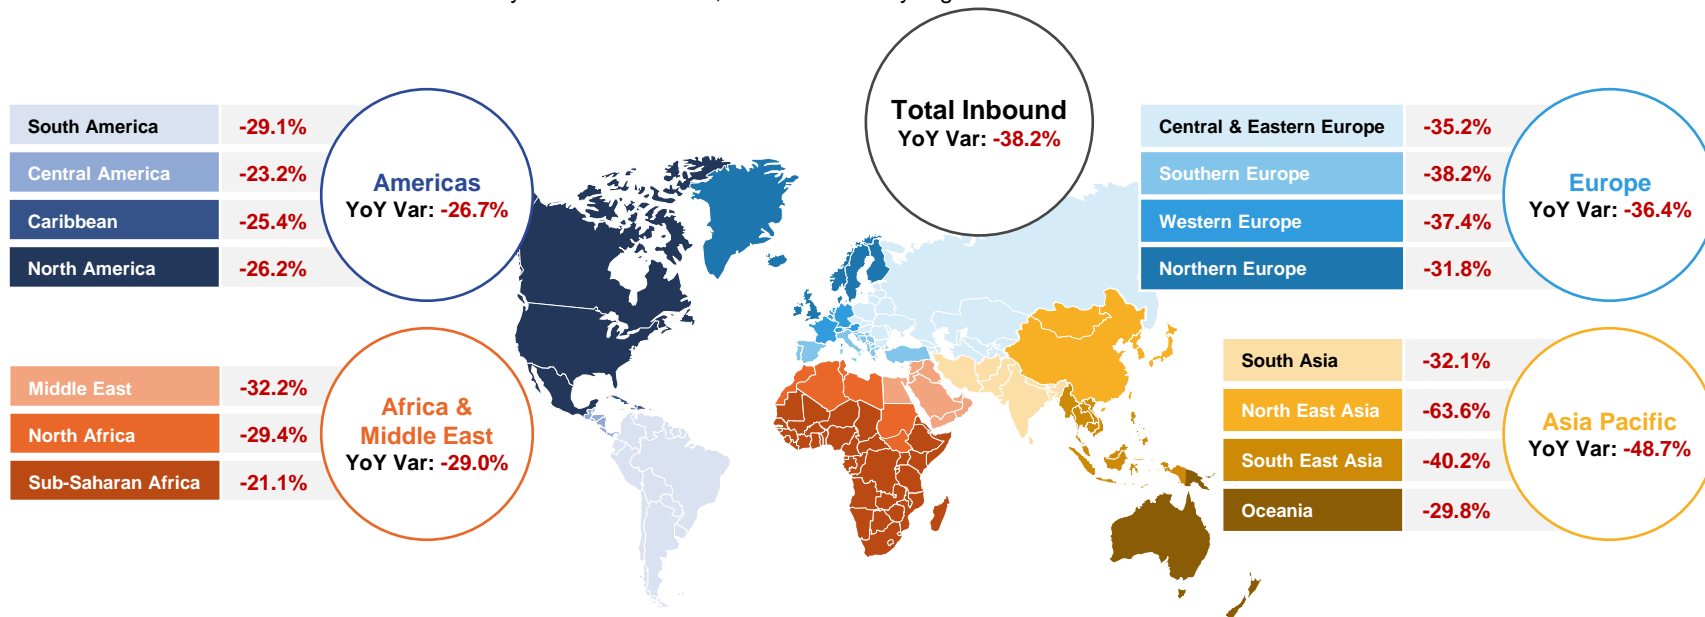 Total Inbound
YoY Var: -38.2%
South America -29.1%
Central America -23.2%
Caribbean -25.4%
North America -26.2%
Americas
YoY Var: -26.7%
Central & Eastern Europe -35.2%
Southern Europe -38.2%
Western Europe -37.4%
Northern Europe -31.8%
Europe
YoY Var: -36.4%
Middle East -32.2%
North Africa -29.4%
Sub-Saharan Africa -21.1%
Africa &
Middle East
YoY Var: -29.0%
South Asia -32.1%
North East Asia -63.6%
South East Asia -40.2%
Oceania -29.8%
Asia Pacific
YoY Var: -48.7%